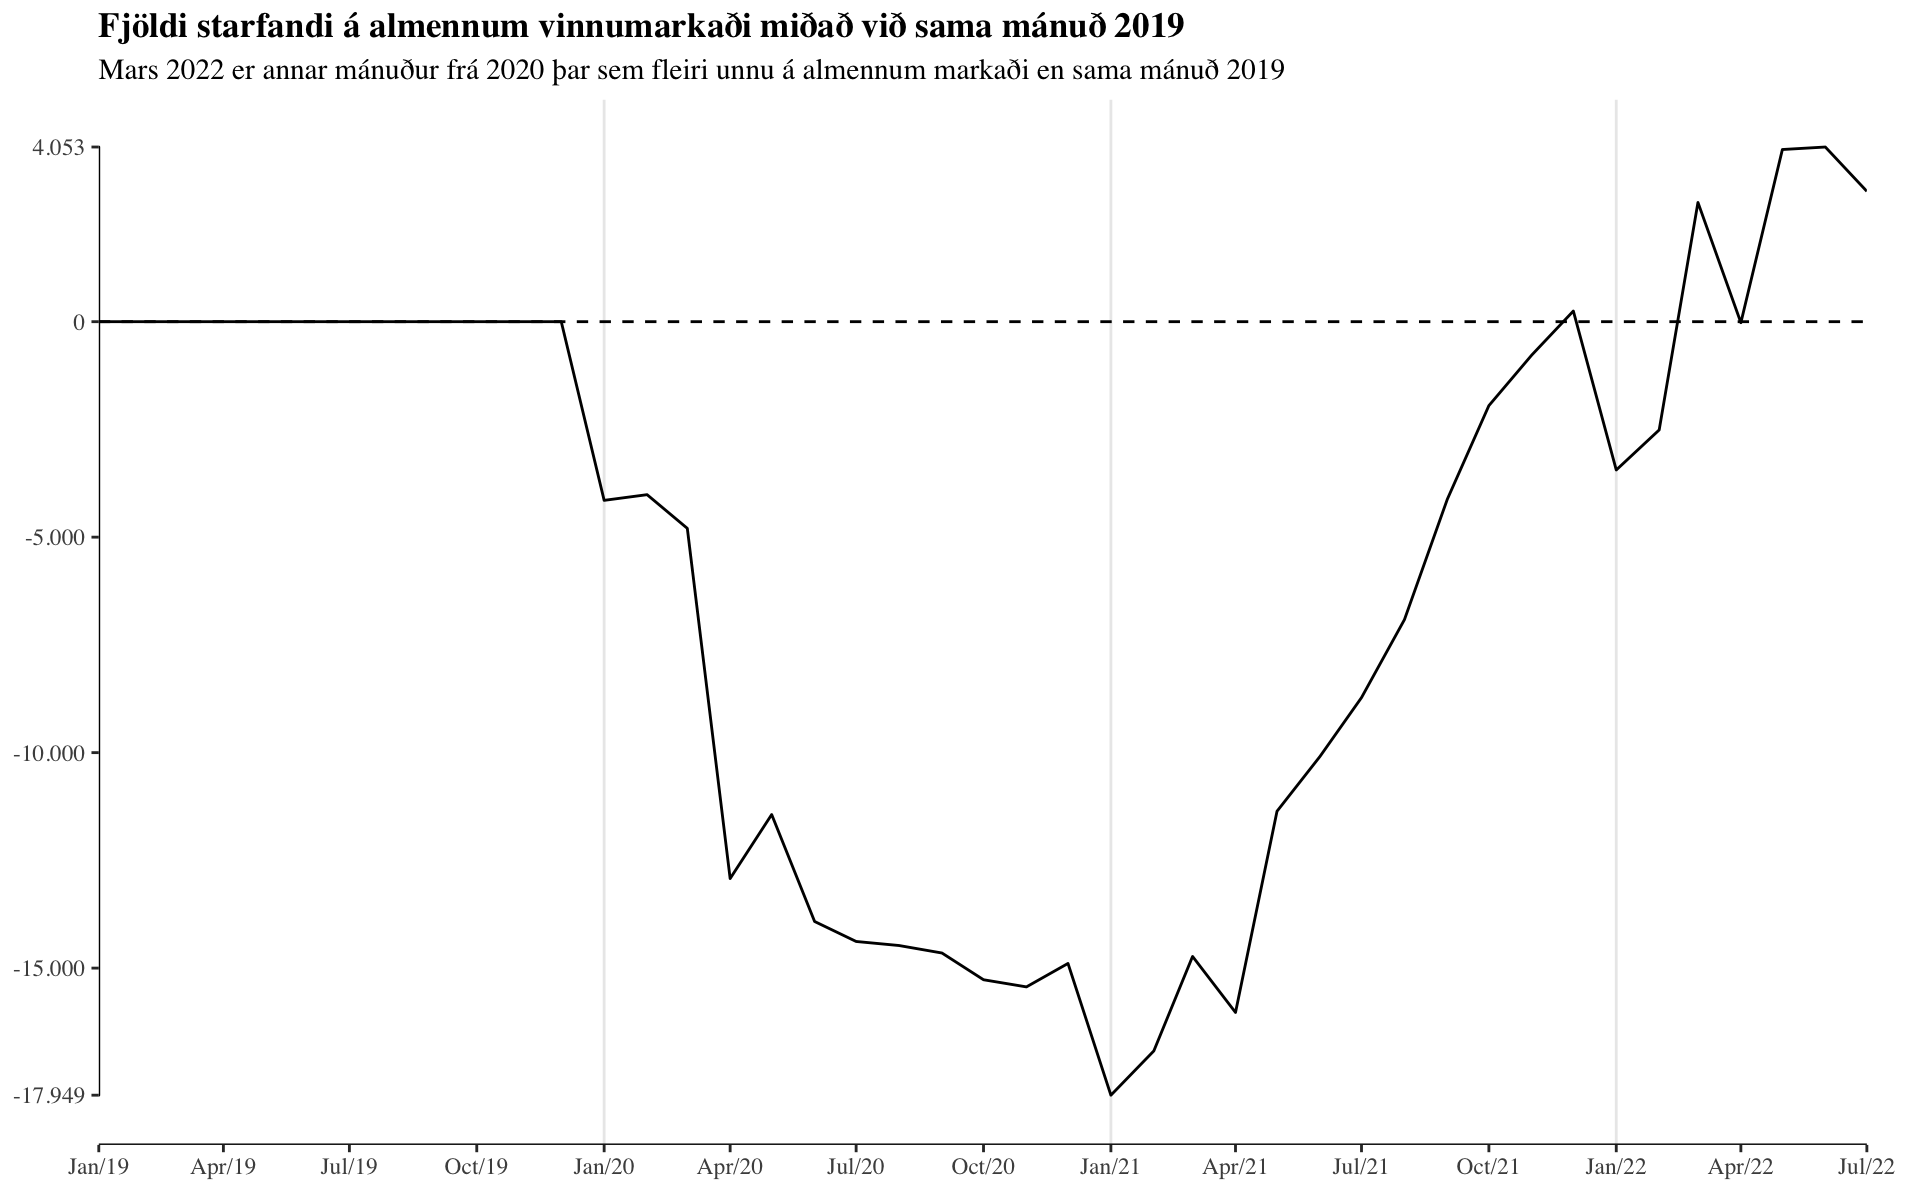 Fjöldi starfandi á almennum vinnumarkaði miðað við sama mánuð 2019
Mars 2022 er annar mánuður frá 2020 þar sem fleiri unnu á almennum markaði en sama mánuð 2019
4.053
0
-5.000
-10.000
-15.000
-17.949
Jan/19 Apr/19 Jul/19 Oct/19 Jan/20 Apr/20 Jul/20 Oct/20 Jan/21 Apr/21 Jul/21 Oct/21 Jan/22 Apr/22 Jul/22